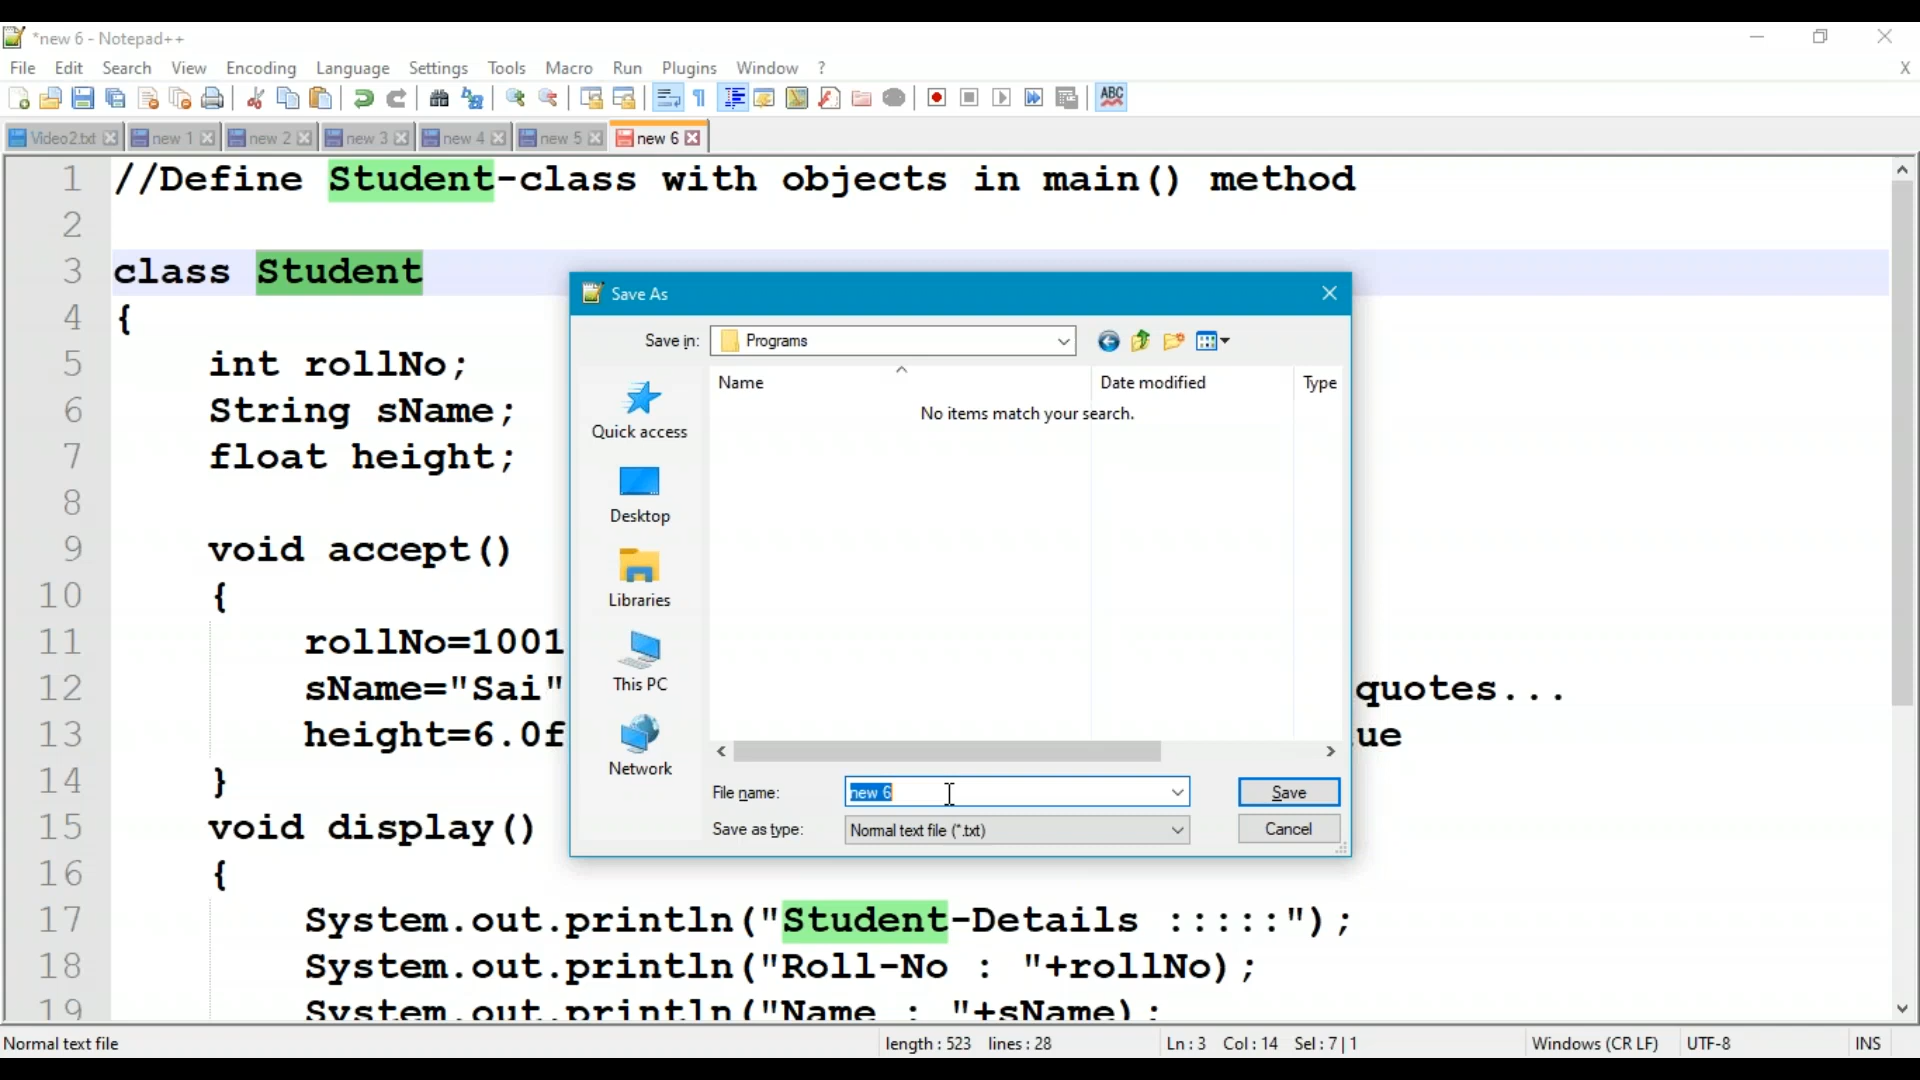 *new 6 - Notepad++
File Edit Search View Encoding Language Settings Tools Macro Run Plugins Window ? X
ABC
Video2.txt new 1 new 2 new 3 new 4 new 5 new 6
1 //Define Student-class with objects in main() method
2
3 class Student
4 {
5 int rollNo;
6 String sName;
7 float height;
8
9 void accept()
10 {
11 rollNo=1001
12 sName="Sai" quotes...
13 height=6.0f ue
14 }
15 void display()
16 {
17 System.out.println("Student-Details :::::");
18 System.out.println("Roll-No : "+rollNo);
19 System.out.println("Name : "+sName);
Save As
Save in: Programs
Name Date modified Type
No items match your search.
Quick access
Desktop
Libraries
This PC
Network
File name: new 6 Save
Save as type: Normal text file (*.txt) Cancel
Normal text file length : 523 lines : 28 Ln : 3 Col : 14 Sel : 7 | 1 Windows (CR LF) UTF-8 INS